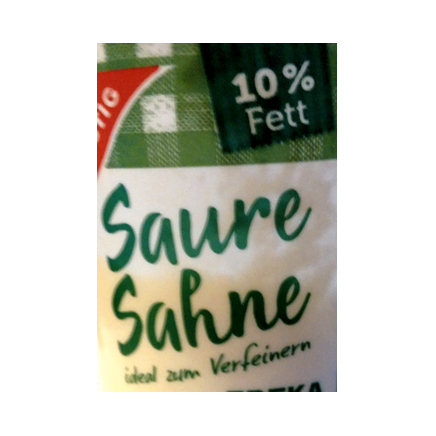 10%
Fett
Saure
Sahne
ideal zum Verfeinern